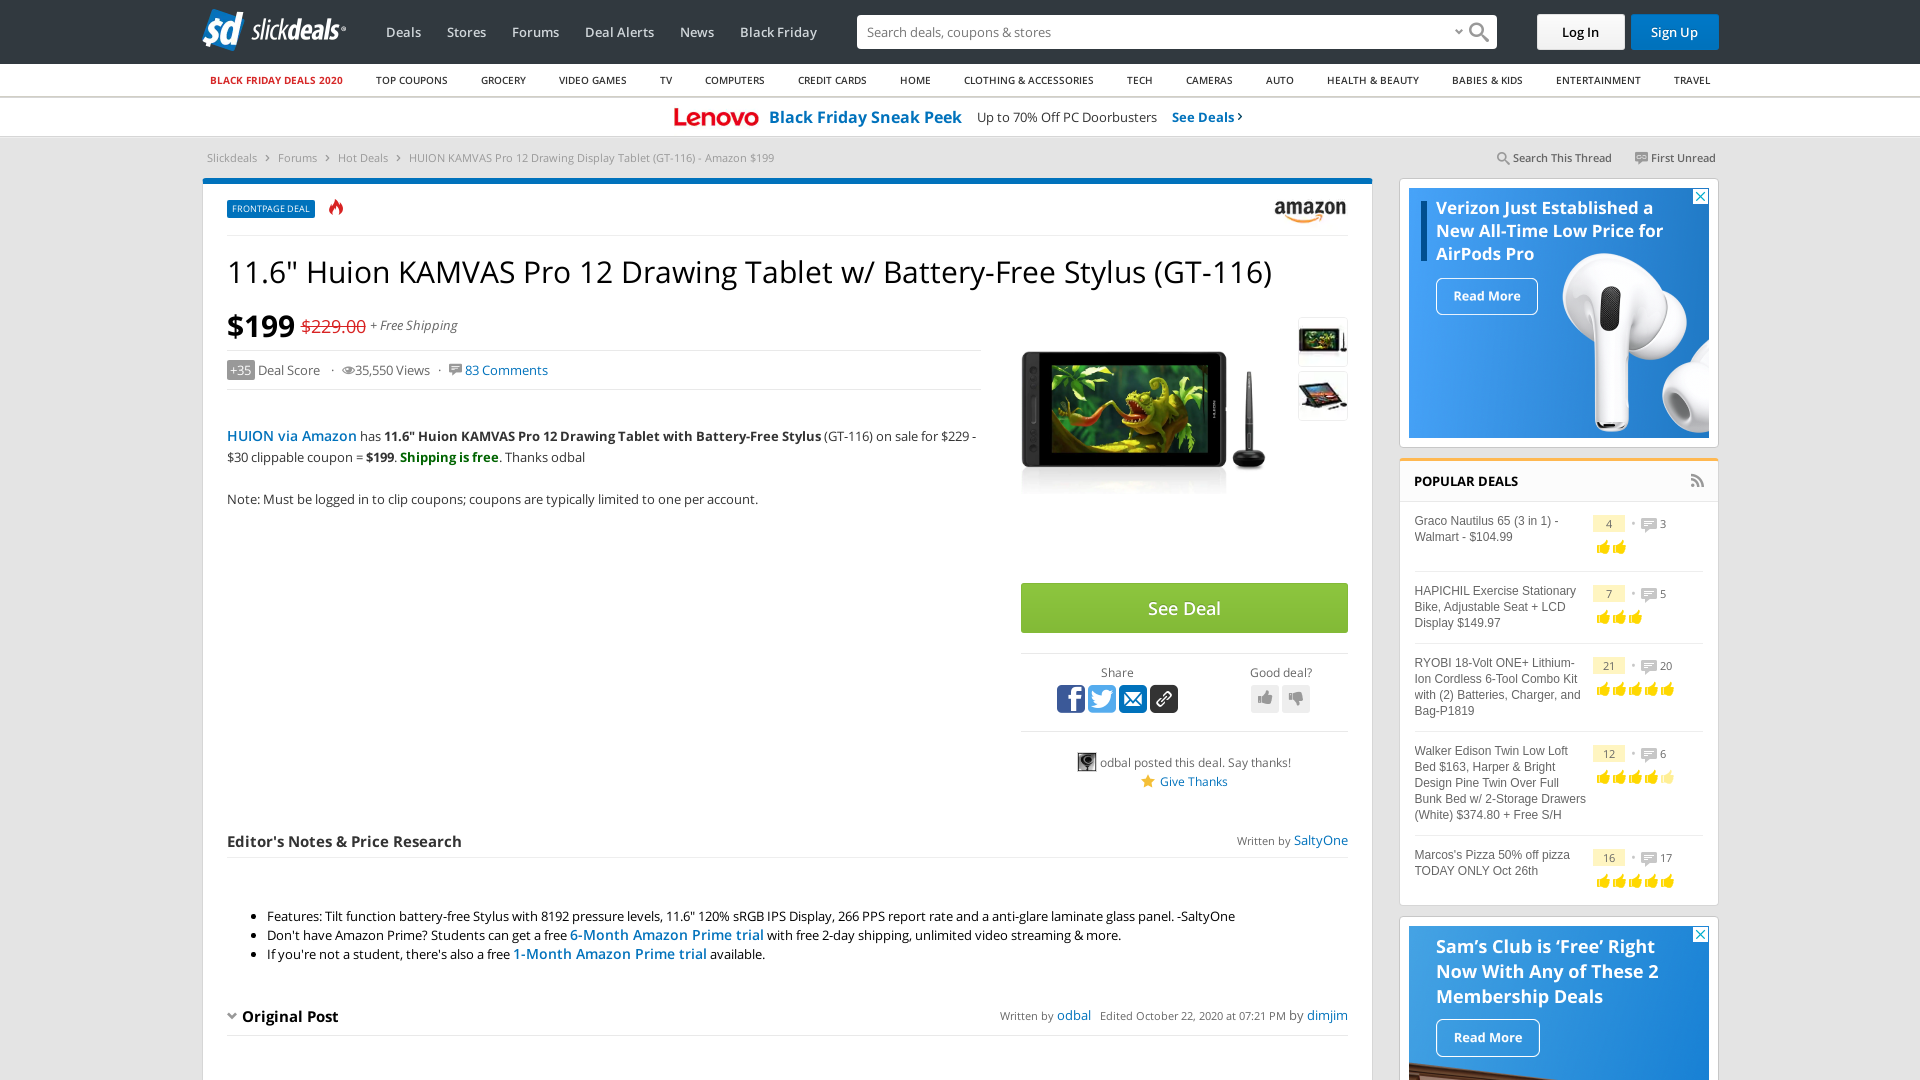 sd slickdeals
Deals Stores Forums Deal Alerts News Black Friday
Search deals, coupons & stores
Log In Sign Up
BLACK FRIDAY DEALS 2020 TOP COUPONS GROCERY VIDEO GAMES TV COMPUTERS CREDIT CARDS HOME CLOTHING & ACCESSORIES TECH CAMERAS AUTO HEALTH & BEAUTY BABIES & KIDS ENTERTAINMENT TRAVEL
Lenovo Black Friday Sneak Peek Up to 70% Off PC Doorbusters See Deals
Slickdeals Forums Hot Deals HUION KAMVAS Pro 12 Drawing Display Tablet (GT-116) - Amazon $199
Search This Thread First Unread
FRONTPAGE DEAL
amazon
11.6" Huion KAMVAS Pro 12 Drawing Tablet w/ Battery-Free Stylus (GT-116)
$199 $229.00 + Free Shipping
+35 Deal Score · 35,550 Views · 83 Comments
HUION via Amazon has 11.6" Huion KAMVAS Pro 12 Drawing Tablet with Battery-Free Stylus (GT-116) on sale for $229 -
$30 clippable coupon = $199. Shipping is free. Thanks odbal
Note: Must be logged in to clip coupons; coupons are typically limited to one per account.
HUION
See Deal
Share
Good deal?
odbal posted this deal. Say thanks!
Give Thanks
Editor's Notes & Price Research
Written by SaltyOne
Features: Tilt function battery-free Stylus with 8192 pressure levels, 11.6" 120% sRGB IPS Display, 266 PPS report rate and a anti-glare laminate glass panel. -SaltyOne
Don't have Amazon Prime? Students can get a free 6-Month Amazon Prime trial with free 2-day shipping, unlimited video streaming & more.
If you're not a student, there's also a free 1-Month Amazon Prime trial available.
Original Post
Written by odbal Edited October 22, 2020 at 07:21 PM by dimjim
Verizon Just Established a
New All-Time Low Price for
AirPods Pro
Read More
POPULAR DEALS
Graco Nautilus 65 (3 in 1) -
Walmart - $104.99
4 • 3
HAPICHIL Exercise Stationary
Bike, Adjustable Seat + LCD
Display $149.97
7 • 5
RYOBI 18-Volt ONE+ Lithium-
Ion Cordless 6-Tool Combo Kit
with (2) Batteries, Charger, and
Bag-P1819
21 • 20
Walker Edison Twin Low Loft
Bed $163, Harper & Bright
Design Pine Twin Over Full
Bunk Bed w/ 2-Storage Drawers
(White) $374.80 + Free S/H
12 • 6
Marcos's Pizza 50% off pizza
TODAY ONLY Oct 26th
16 • 17
Sam's Club is 'Free' Right
Now With Any of These 2
Membership Deals
Read More